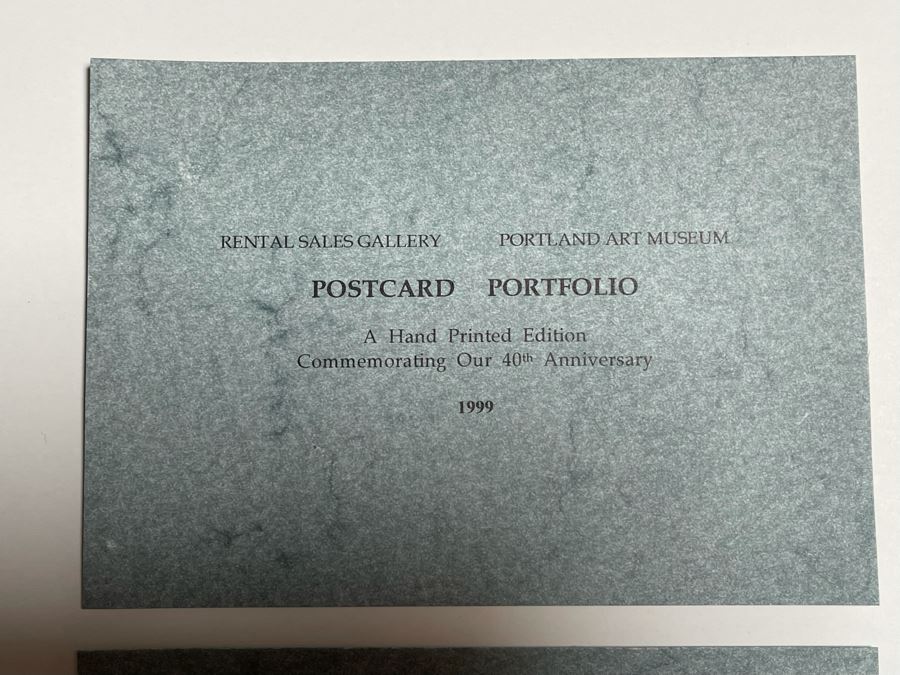 RENTAL SALES GALLERY PORTLAND ART MUSEUM
POSTCARD PORTFOLIO
A Hand Printed Edition
Commemorating Our 40th Anniversary
1999